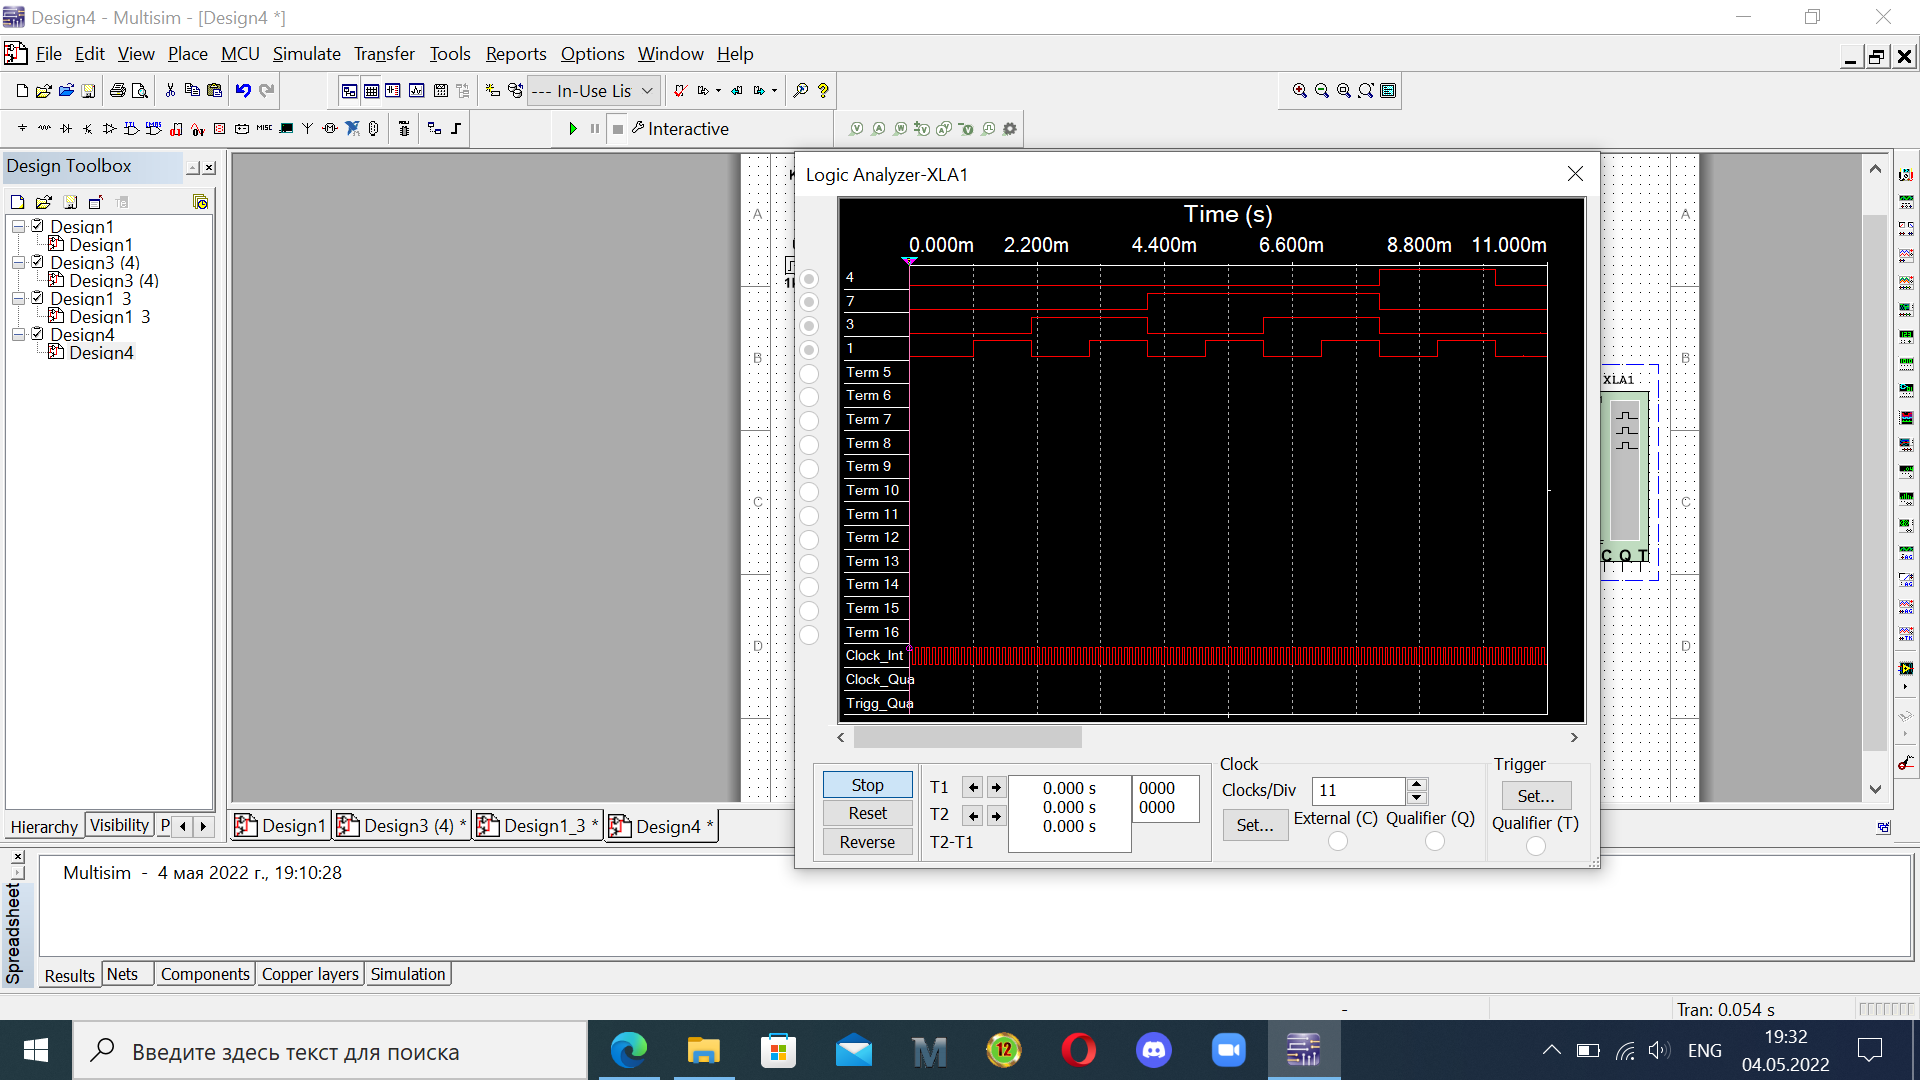 Design4 - Multisim - [Design4 *]
File Edit View Place MCU Simulate Transfer Tools Reports Options Window Help
--- In-Use Lis
Interactive
Design Toolbox
Design1
Design1
Design3 (4)
Design3 (4)
Design1_3
Design1_3
Design4
Design4
Hierarchy Visibility P
A
B
C
D
Logic Analyzer-XLA1
Time (s)
0.000m 2.200m 4.400m 6.600m 8.800m 11.000m
4
7
3
1
Term 5
Term 6
Term 7
Term 8
Term 9
Term 10
Term 11
Term 12
Term 13
Term 14
Term 15
Term 16
Clock_Int
Clock_Qua
Trigg_Qua
Stop
Reset
Reverse
T1
T2
T2-T1
0.000 s
0.000 s
0.000 s
0000
0000
Clock
Clocks/Div 11
Set...
External (C) Qualifier (Q)
Trigger
Set...
Qualifier (T)
A
B
C
D
XLA1
C Q T
Design1 Design3 (4) * Design1_3 * Design4 *
Spreadsheet
Multisim - 4 мая 2022 г., 19:10:28
Results Nets Components Copper layers Simulation
- Tran: 0.054 s
Введите здесь текст для поиска
12
ENG
19:32
04.05.2022